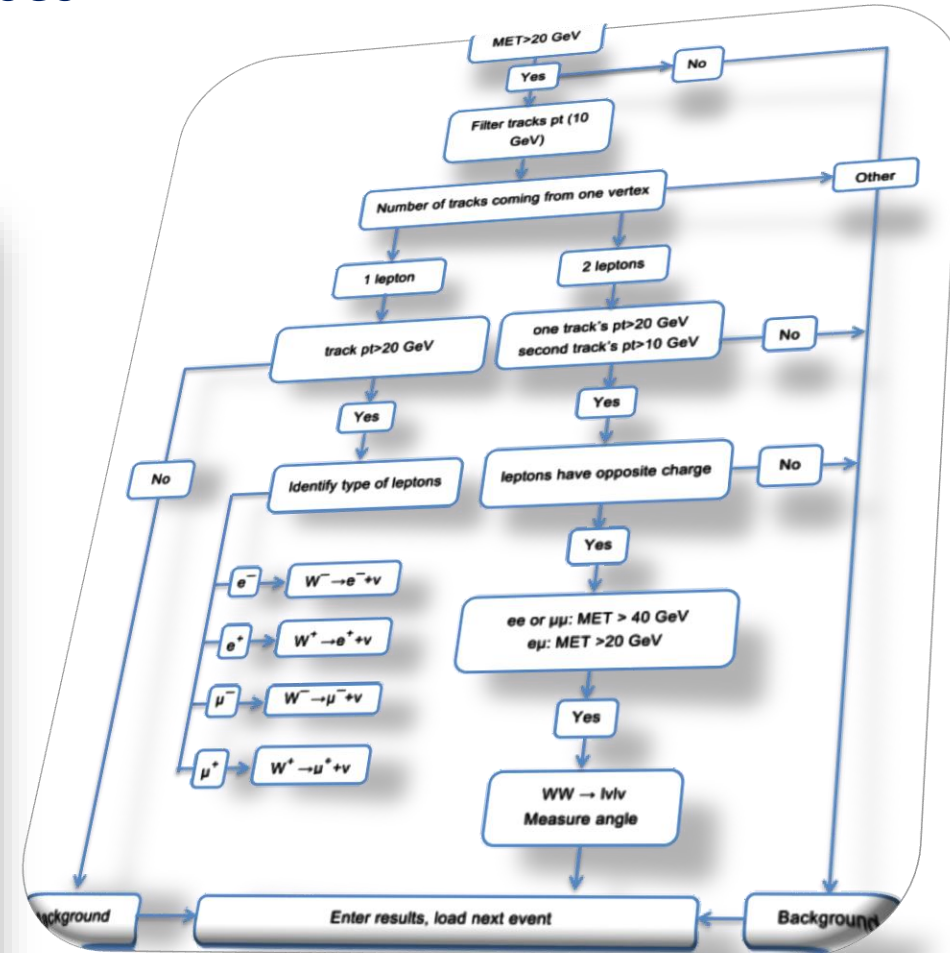 MET>20 GeV
Yes
No
Filter tracks pt (10
GeV)
Number of tracks coming from one vertex
Other
1 lepton
2 leptons
track pt>20 GeV
one track's pt>20 GeV
second track's pt>10 GeV
No
Yes
Yes
No
Identify type of leptons
leptons have opposite charge
No
Yes
e⁻
W⁻→e⁻+v
e⁺
W⁺→e⁺+v
μ⁻
W⁻→μ⁻+v
μ⁺
W⁺→μ⁺+v
ee or μμ: MET > 40 GeV
eμ: MET >20 GeV
Yes
WW → lvlv
Measure angle
ackground
Enter results, load next event
Background